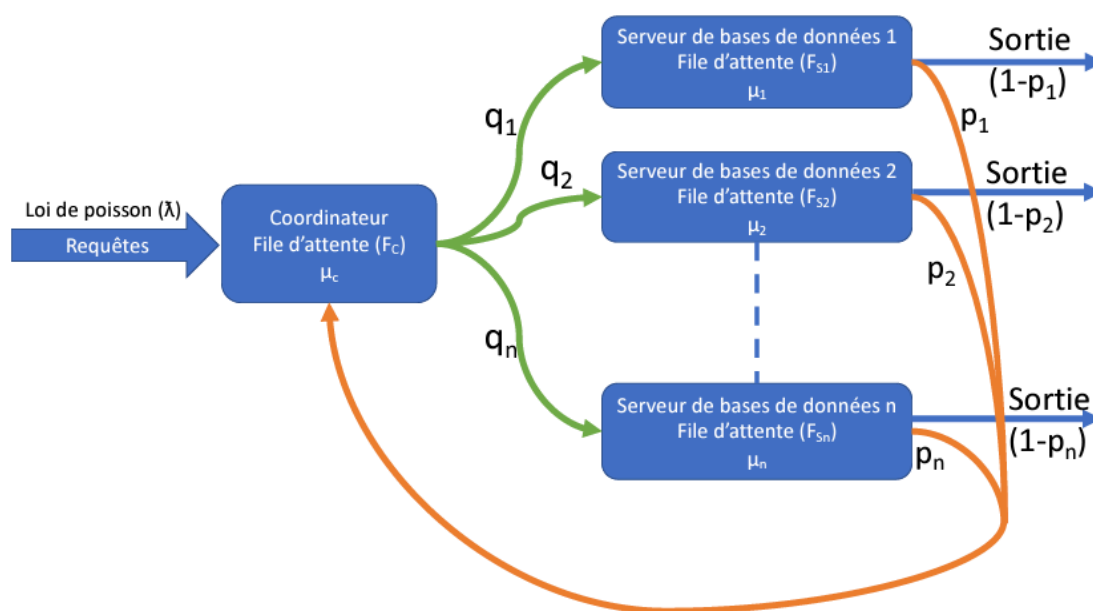 Loi de poisson (ƛ)
Requêtes
Coordinateur
File d'attente (F_C)
μ_c
q_1
q_2
q_n
Serveur de bases de données 1
File d'attente (F_S1)
μ_1
Sortie
(1-p_1)
p_1
Serveur de bases de données 2
File d'attente (F_S2)
μ_2
Sortie
(1-p_2)
p_2
Serveur de bases de données n
File d'attente (F_Sn)
μ_n
Sortie
(1-p_n)
p_n